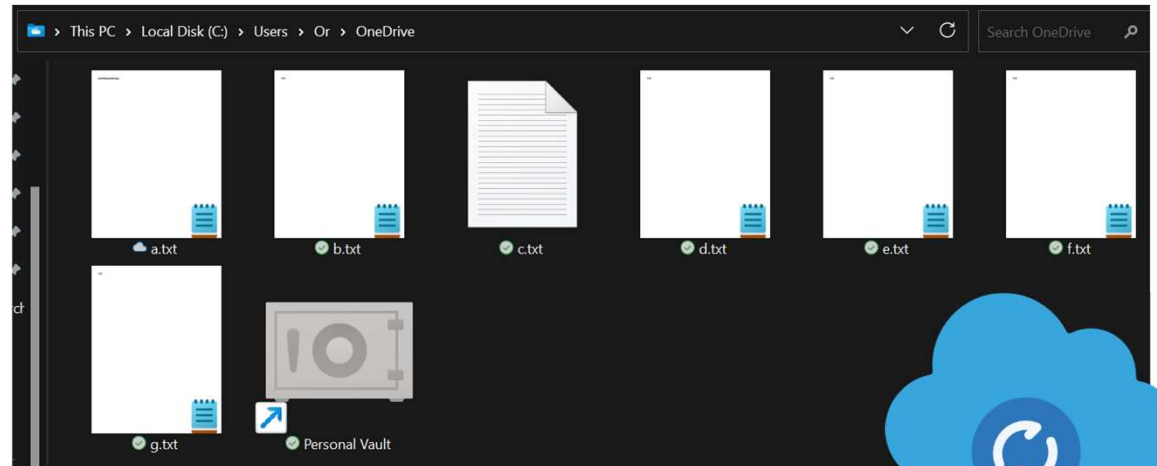 This PC > Local Disk (C:) > Users > Or > OneDrive
Search OneDrive
a.txt
b.txt
c.txt
d.txt
e.txt
f.txt
g.txt
Personal Vault